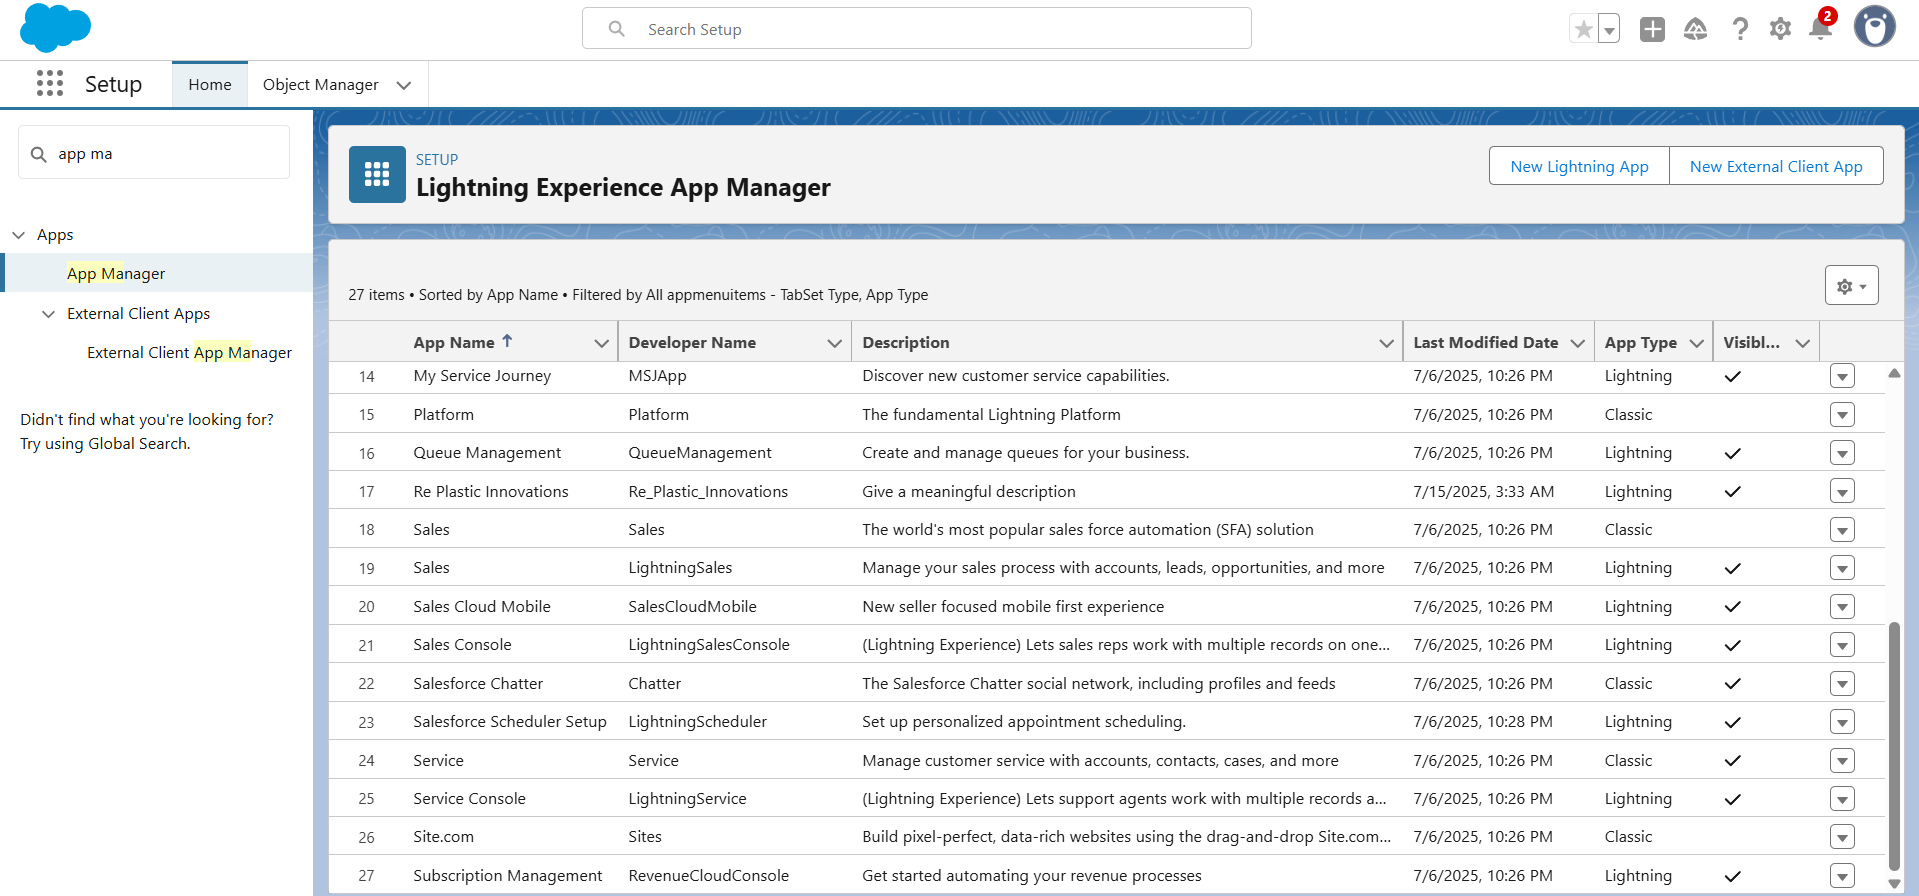 Search Setup
2
Setup
Home
Object Manager
app ma
Apps
App Manager
External Client Apps
External Client App Manager
Didn't find what you're looking for?
Try using Global Search.
SETUP
Lightning Experience App Manager
New Lightning App
New External Client App
27 items • Sorted by App Name • Filtered by All appmenuitems - TabSet Type, App Type
App Name Developer Name Description Last Modified Date App Type Visibl...
14 My Service Journey MSJApp Discover new customer service capabilities. 7/6/2025, 10:26 PM Lightning
15 Platform Platform The fundamental Lightning Platform 7/6/2025, 10:26 PM Classic
16 Queue Management QueueManagement Create and manage queues for your business. 7/6/2025, 10:26 PM Lightning
17 Re Plastic Innovations Re_Plastic_Innovations Give a meaningful description 7/15/2025, 3:33 AM Lightning
18 Sales Sales The world's most popular sales force automation (SFA) solution 7/6/2025, 10:26 PM Classic
19 Sales LightningSales Manage your sales process with accounts, leads, opportunities, and more 7/6/2025, 10:26 PM Lightning
20 Sales Cloud Mobile SalesCloudMobile New seller focused mobile first experience 7/6/2025, 10:26 PM Lightning
21 Sales Console LightningSalesConsole (Lightning Experience) Lets sales reps work with multiple records on one... 7/6/2025, 10:26 PM Lightning
22 Salesforce Chatter Chatter The Salesforce Chatter social network, including profiles and feeds 7/6/2025, 10:26 PM Classic
23 Salesforce Scheduler Setup LightningScheduler Set up personalized appointment scheduling. 7/6/2025, 10:28 PM Lightning
24 Service Service Manage customer service with accounts, contacts, cases, and more 7/6/2025, 10:26 PM Classic
25 Service Console LightningService (Lightning Experience) Lets support agents work with multiple records a... 7/6/2025, 10:26 PM Lightning
26 Site.com Sites Build pixel-perfect, data-rich websites using the drag-and-drop Site.com... 7/6/2025, 10:26 PM Classic
27 Subscription Management RevenueCloudConsole Get started automating your revenue processes 7/6/2025, 10:26 PM Lightning